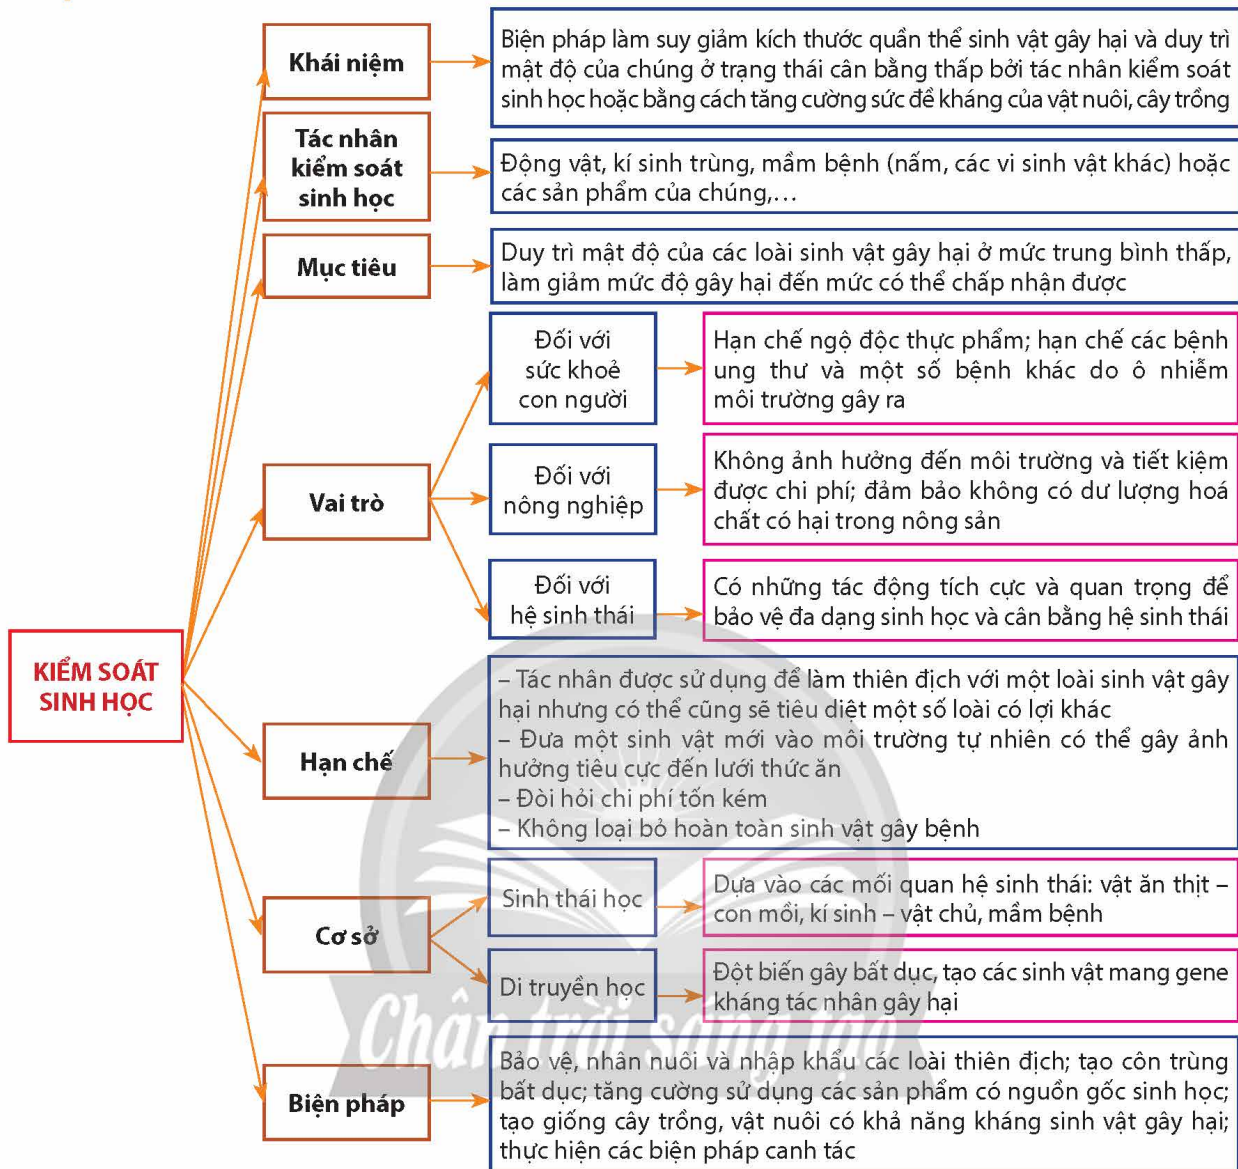 Khái niệm
Biện pháp làm suy giảm kích thước quần thể sinh vật gây hại và duy trì
mật độ của chúng ở trạng thái cân bằng thấp bởi tác nhân kiểm soát
sinh học hoặc bằng cách tăng cường sức đề kháng của vật nuôi, cây trồng
Tác nhân
kiểm soát
sinh học
Động vật, kí sinh trùng, mầm bệnh (nấm, các vi sinh vật khác) hoặc
các sản phẩm của chúng,...
Mục tiêu
Duy trì mật độ của các loài sinh vật gây hại ở mức trung bình thấp,
làm giảm mức độ gây hại đến mức có thể chấp nhận được
Vai trò
Đối với
sức khoẻ
con người
Hạn chế ngộ độc thực phẩm; hạn chế các bệnh
ung thư và một số bệnh khác do ô nhiễm
môi trường gây ra
Đối với
nông nghiệp
Không ảnh hưởng đến môi trường và tiết kiệm
được chi phí; đảm bảo không có dư lượng hoá
chất có hại trong nông sản
Đối với
hệ sinh thái
Có những tác động tích cực và quan trọng để
bảo vệ đa dạng sinh học và cân bằng hệ sinh thái
KIỂM SOÁT
SINH HỌC
Hạn chế
– Tác nhân được sử dụng để làm thiên địch với một loài sinh vật gây
hại nhưng có thể cũng sẽ tiêu diệt một số loài có lợi khác
– Đưa một sinh vật mới vào môi trường tự nhiên có thể gây ảnh
hưởng tiêu cực đến lưới thức ăn
– Đòi hỏi chi phí tốn kém
– Không loại bỏ hoàn toàn sinh vật gây bệnh
Cơ sở
Sinh thái học
Dựa vào các mối quan hệ sinh thái: vật ăn thịt –
con mồi, kí sinh – vật chủ, mầm bệnh
Di truyền học
Đột biến gây bất dục, tạo các sinh vật mang gene
kháng tác nhân gây hại
Chân trời sáng tạo
Biện pháp
Bảo vệ, nhân nuôi và nhập khẩu các loài thiên địch; tạo côn trùng
bất dục; tăng cường sử dụng các sản phẩm có nguồn gốc sinh học;
tạo giống cây trồng, vật nuôi có khả năng kháng sinh vật gây hại;
thực hiện các biện pháp canh tác